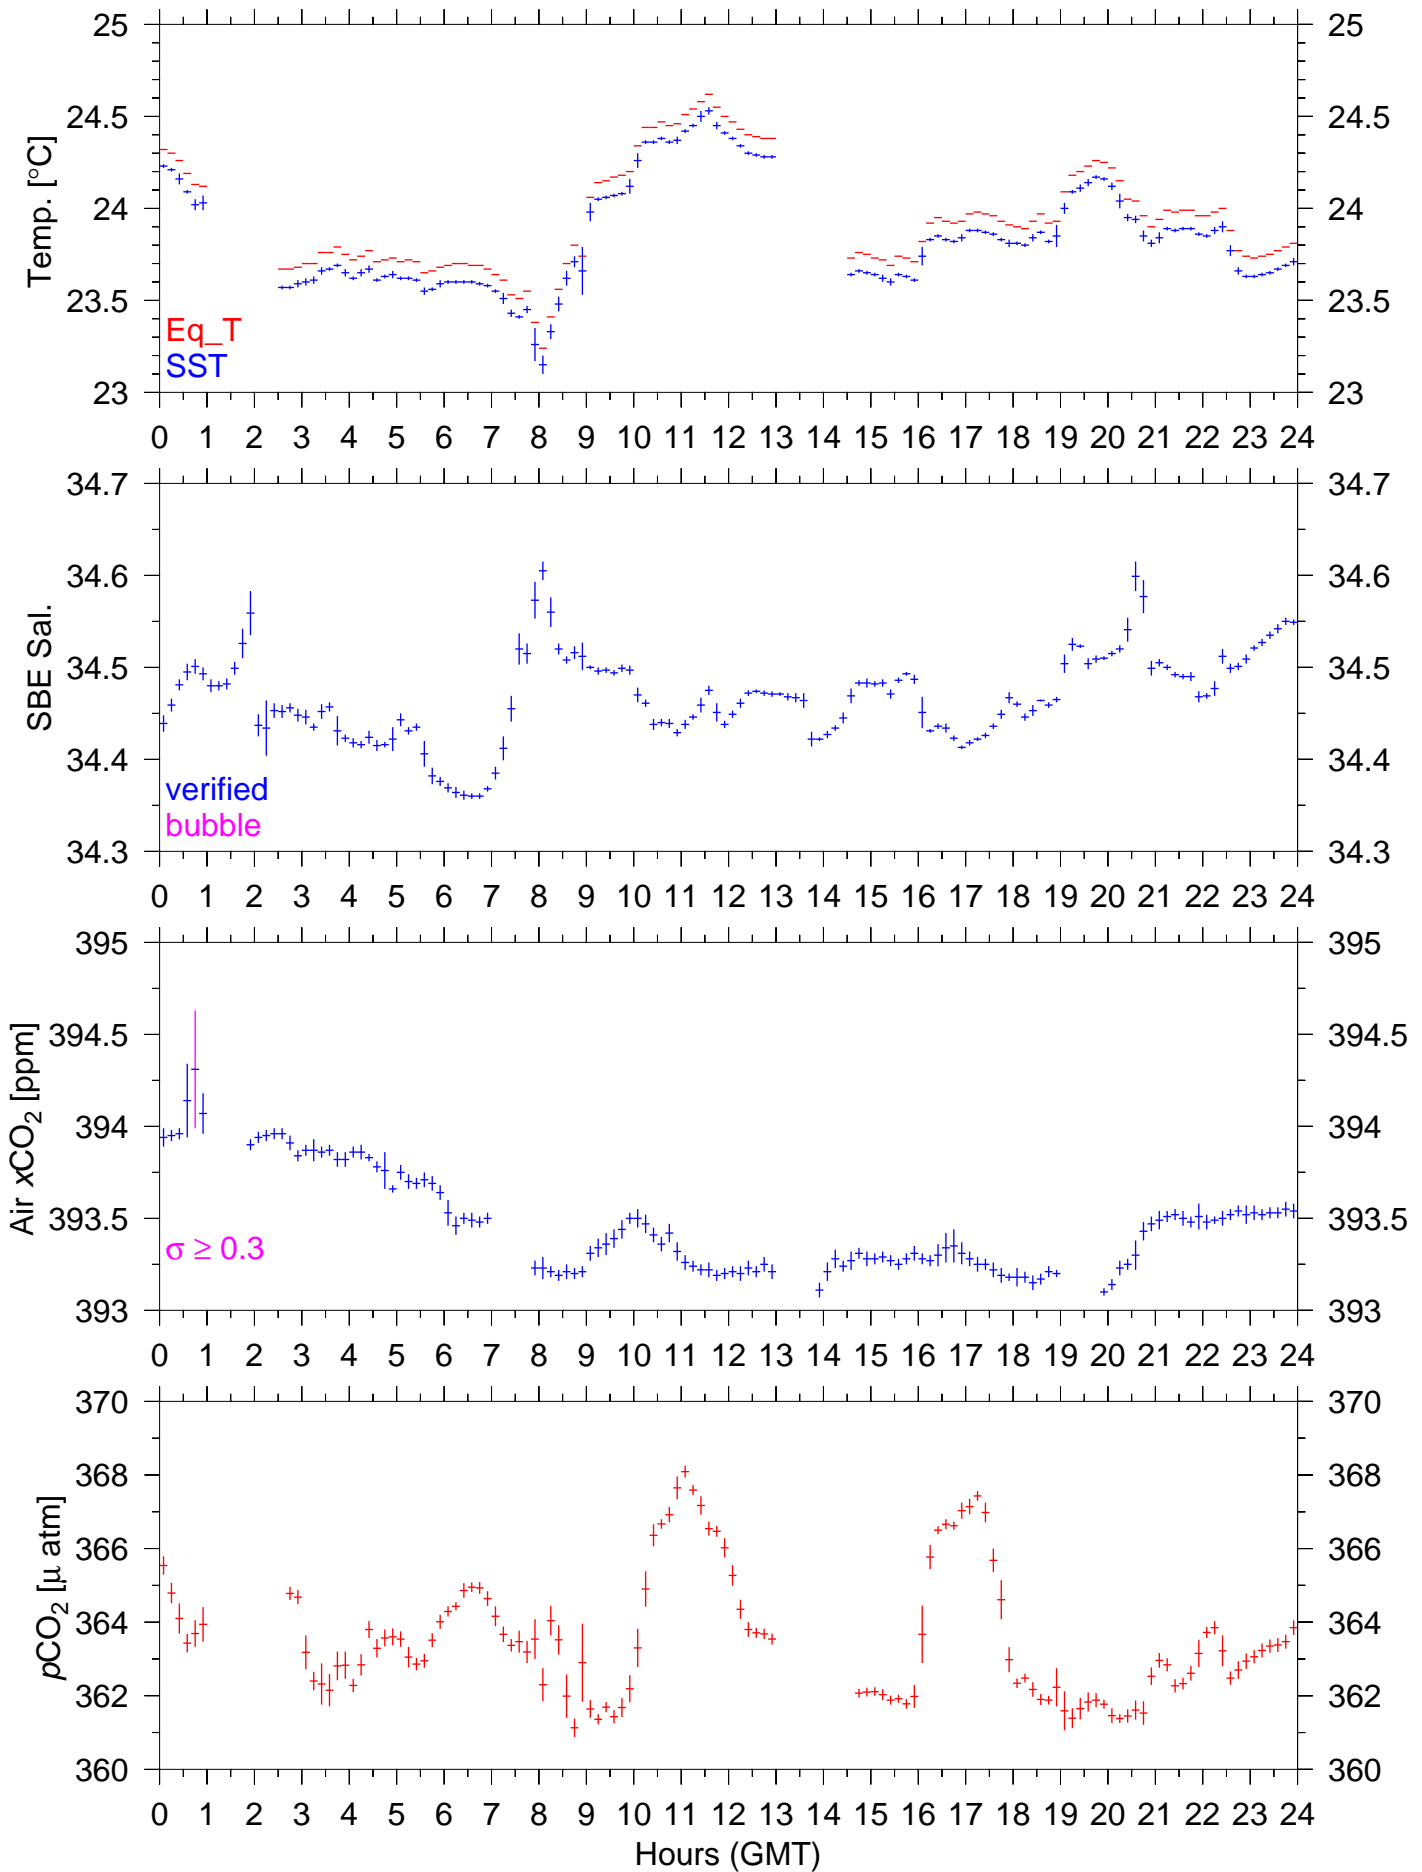 25 25
24.5 24.5
24 24
23.5 23.5
23 23
Temp. [°C]
Eq_T
SST
0 1 2 3 4 5 6 7 8 9 10 11 12 13 14 15 16 17 18 19 20 21 22 23 24
34.7 34.7
34.6 34.6
34.5 34.5
34.4 34.4
34.3 34.3
SBE Sal.
verified
bubble
0 1 2 3 4 5 6 7 8 9 10 11 12 13 14 15 16 17 18 19 20 21 22 23 24
395 395
394.5 394.5
394 394
393.5 393.5
393 393
Air xCO₂ [ppm]
σ ≥ 0.3
0 1 2 3 4 5 6 7 8 9 10 11 12 13 14 15 16 17 18 19 20 21 22 23 24
370 370
368 368
366 366
364 364
362 362
360 360
pCO₂ [μ atm]
0 1 2 3 4 5 6 7 8 9 10 11 12 13 14 15 16 17 18 19 20 21 22 23 24
Hours (GMT)